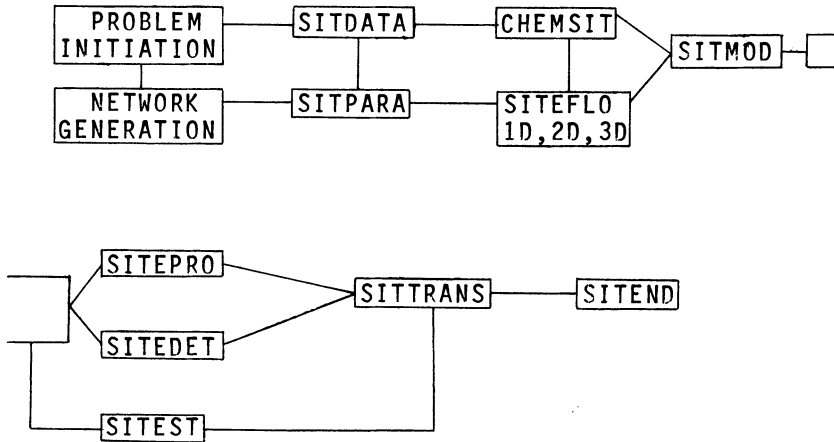 PROBLEM
INITIATION
SITDATA
CHEMSIT
SITMOD
NETWORK
GENERATION
SITPARA
SITEFLO
1D,2D,3D
SITEPRO
SITTRANS
SITEND
SITEDET
SITEST